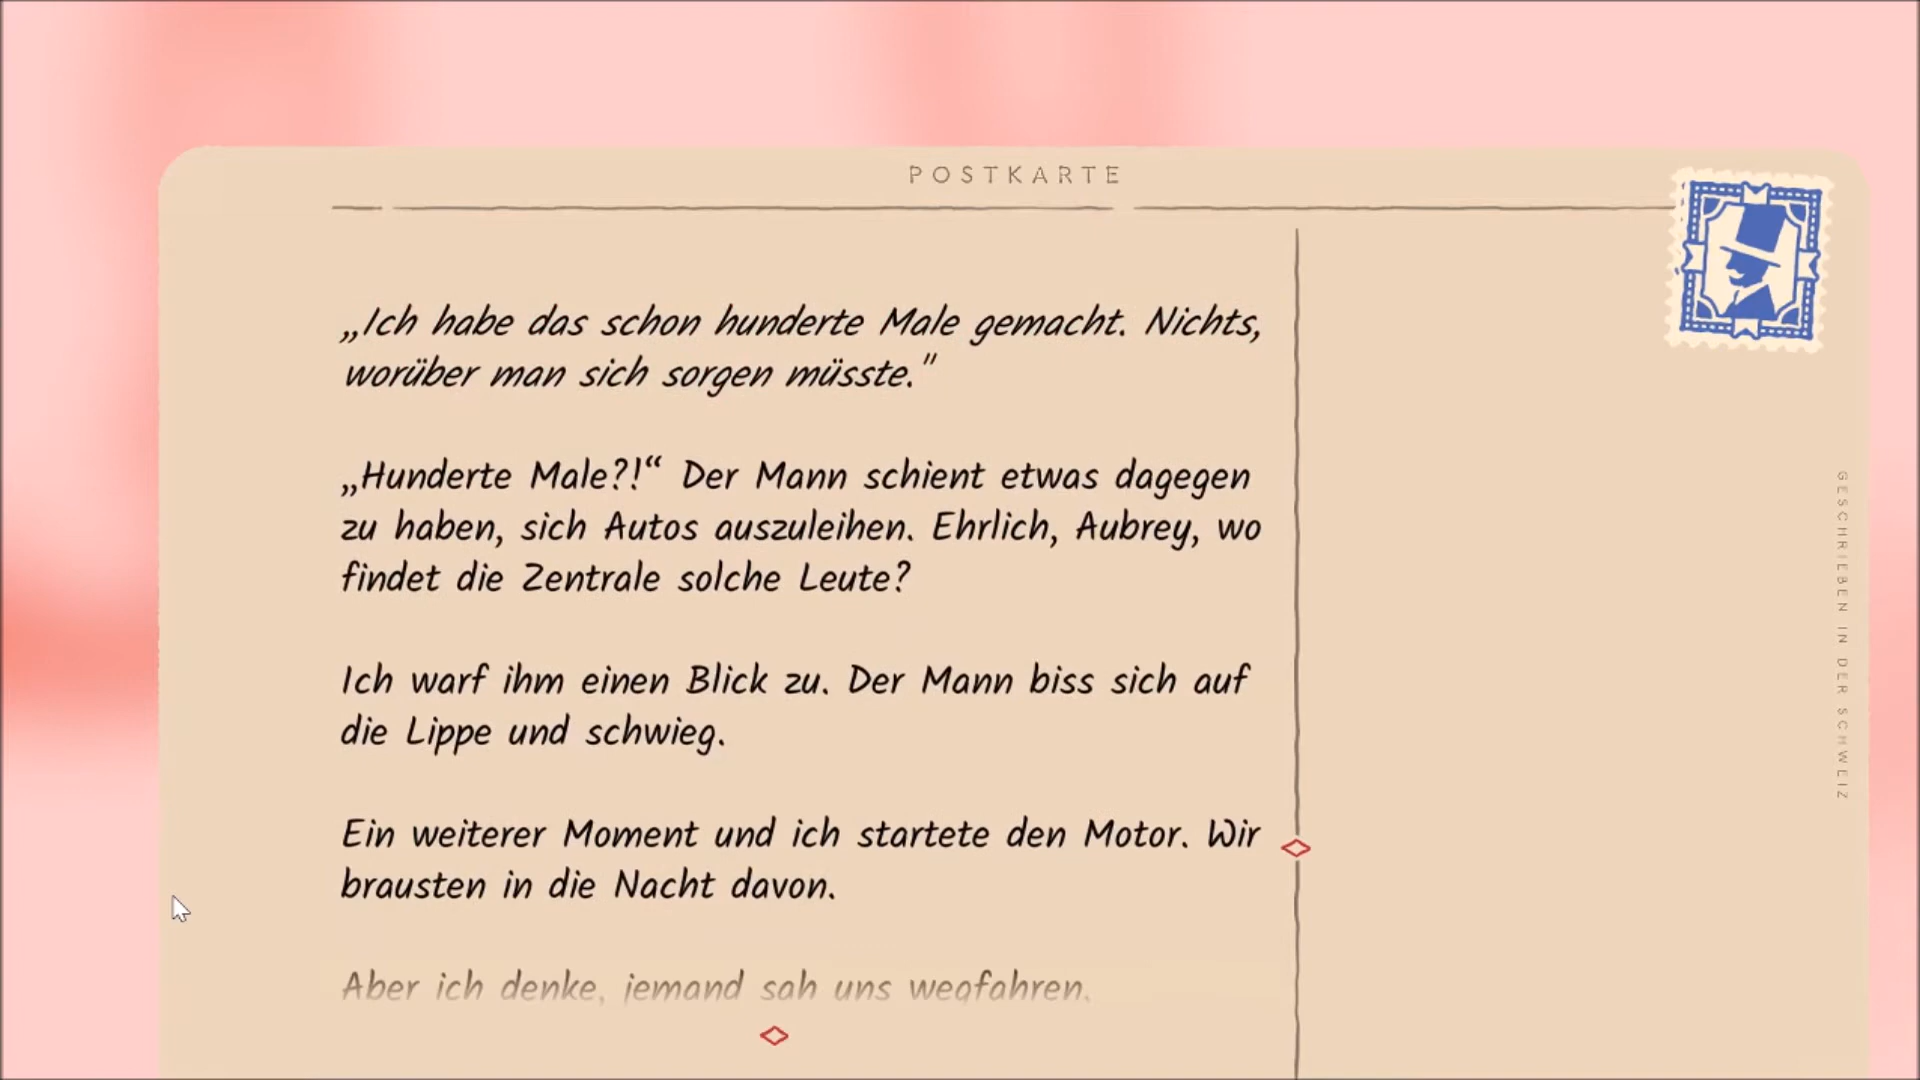 POSTKARTE
„Ich habe das schon hunderte Male gemacht. Nichts,
worüber man sich sorgen müsste."
„Hunderte Male?!“ Der Mann schient etwas dagegen
zu haben, sich Autos auszuleihen. Ehrlich, Aubrey, wo
findet die Zentrale solche Leute?
Ich warf ihm einen Blick zu. Der Mann biss sich auf
die Lippe und schwieg.
Ein weiterer Moment und ich startete den Motor. Wir
brausten in die Nacht davon.
Aber ich denke, jemand sah uns wegfahren.
GESCHRIEBEN IN DER SCHWEIZ